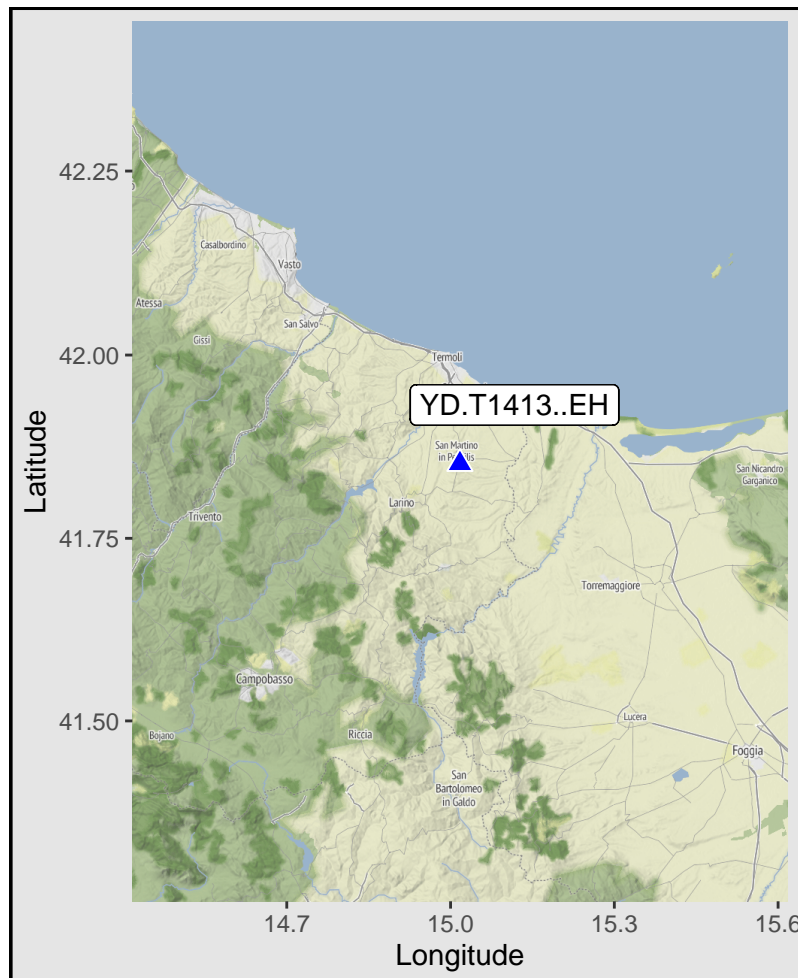 42.25
42.00
41.75
41.50
Latitude
Casalbordino
Vasto
Atessa
San Salvo
Gissi
Termoli
YD.T1413..EH
San Martino
in
San Nicandro
Garganico
Larino
Trivento
Torremaggiore
Campobasso
Lucera
Bojano
Riccia
Foggia
San
Bartolomeo
in Galdo
14.7
15.0
15.3
15.6
Longitude